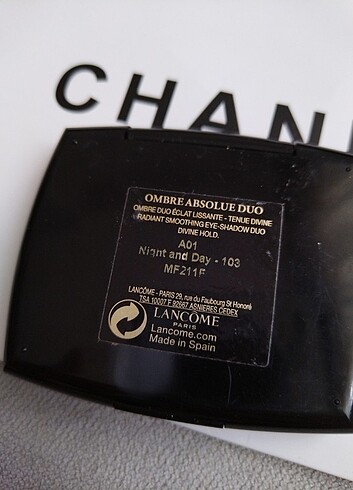 CHAN
OMBRE ABSOLUE DUO
OMBRE DUO ÉCLAT LISSANTE - TENUE DIVINE
RADIANT SMOOTHING EYE-SHADOW DUO
DIVINE HOLD.
A01
Night and Day - 103
MF211F
LANCÔME - PARIS 29, rue du Faubourg St Honoré
TSA 10007 F 92667 ASNIERES CEDEX
LANCÔME
PARIS
Lancome.com
Made in Spain